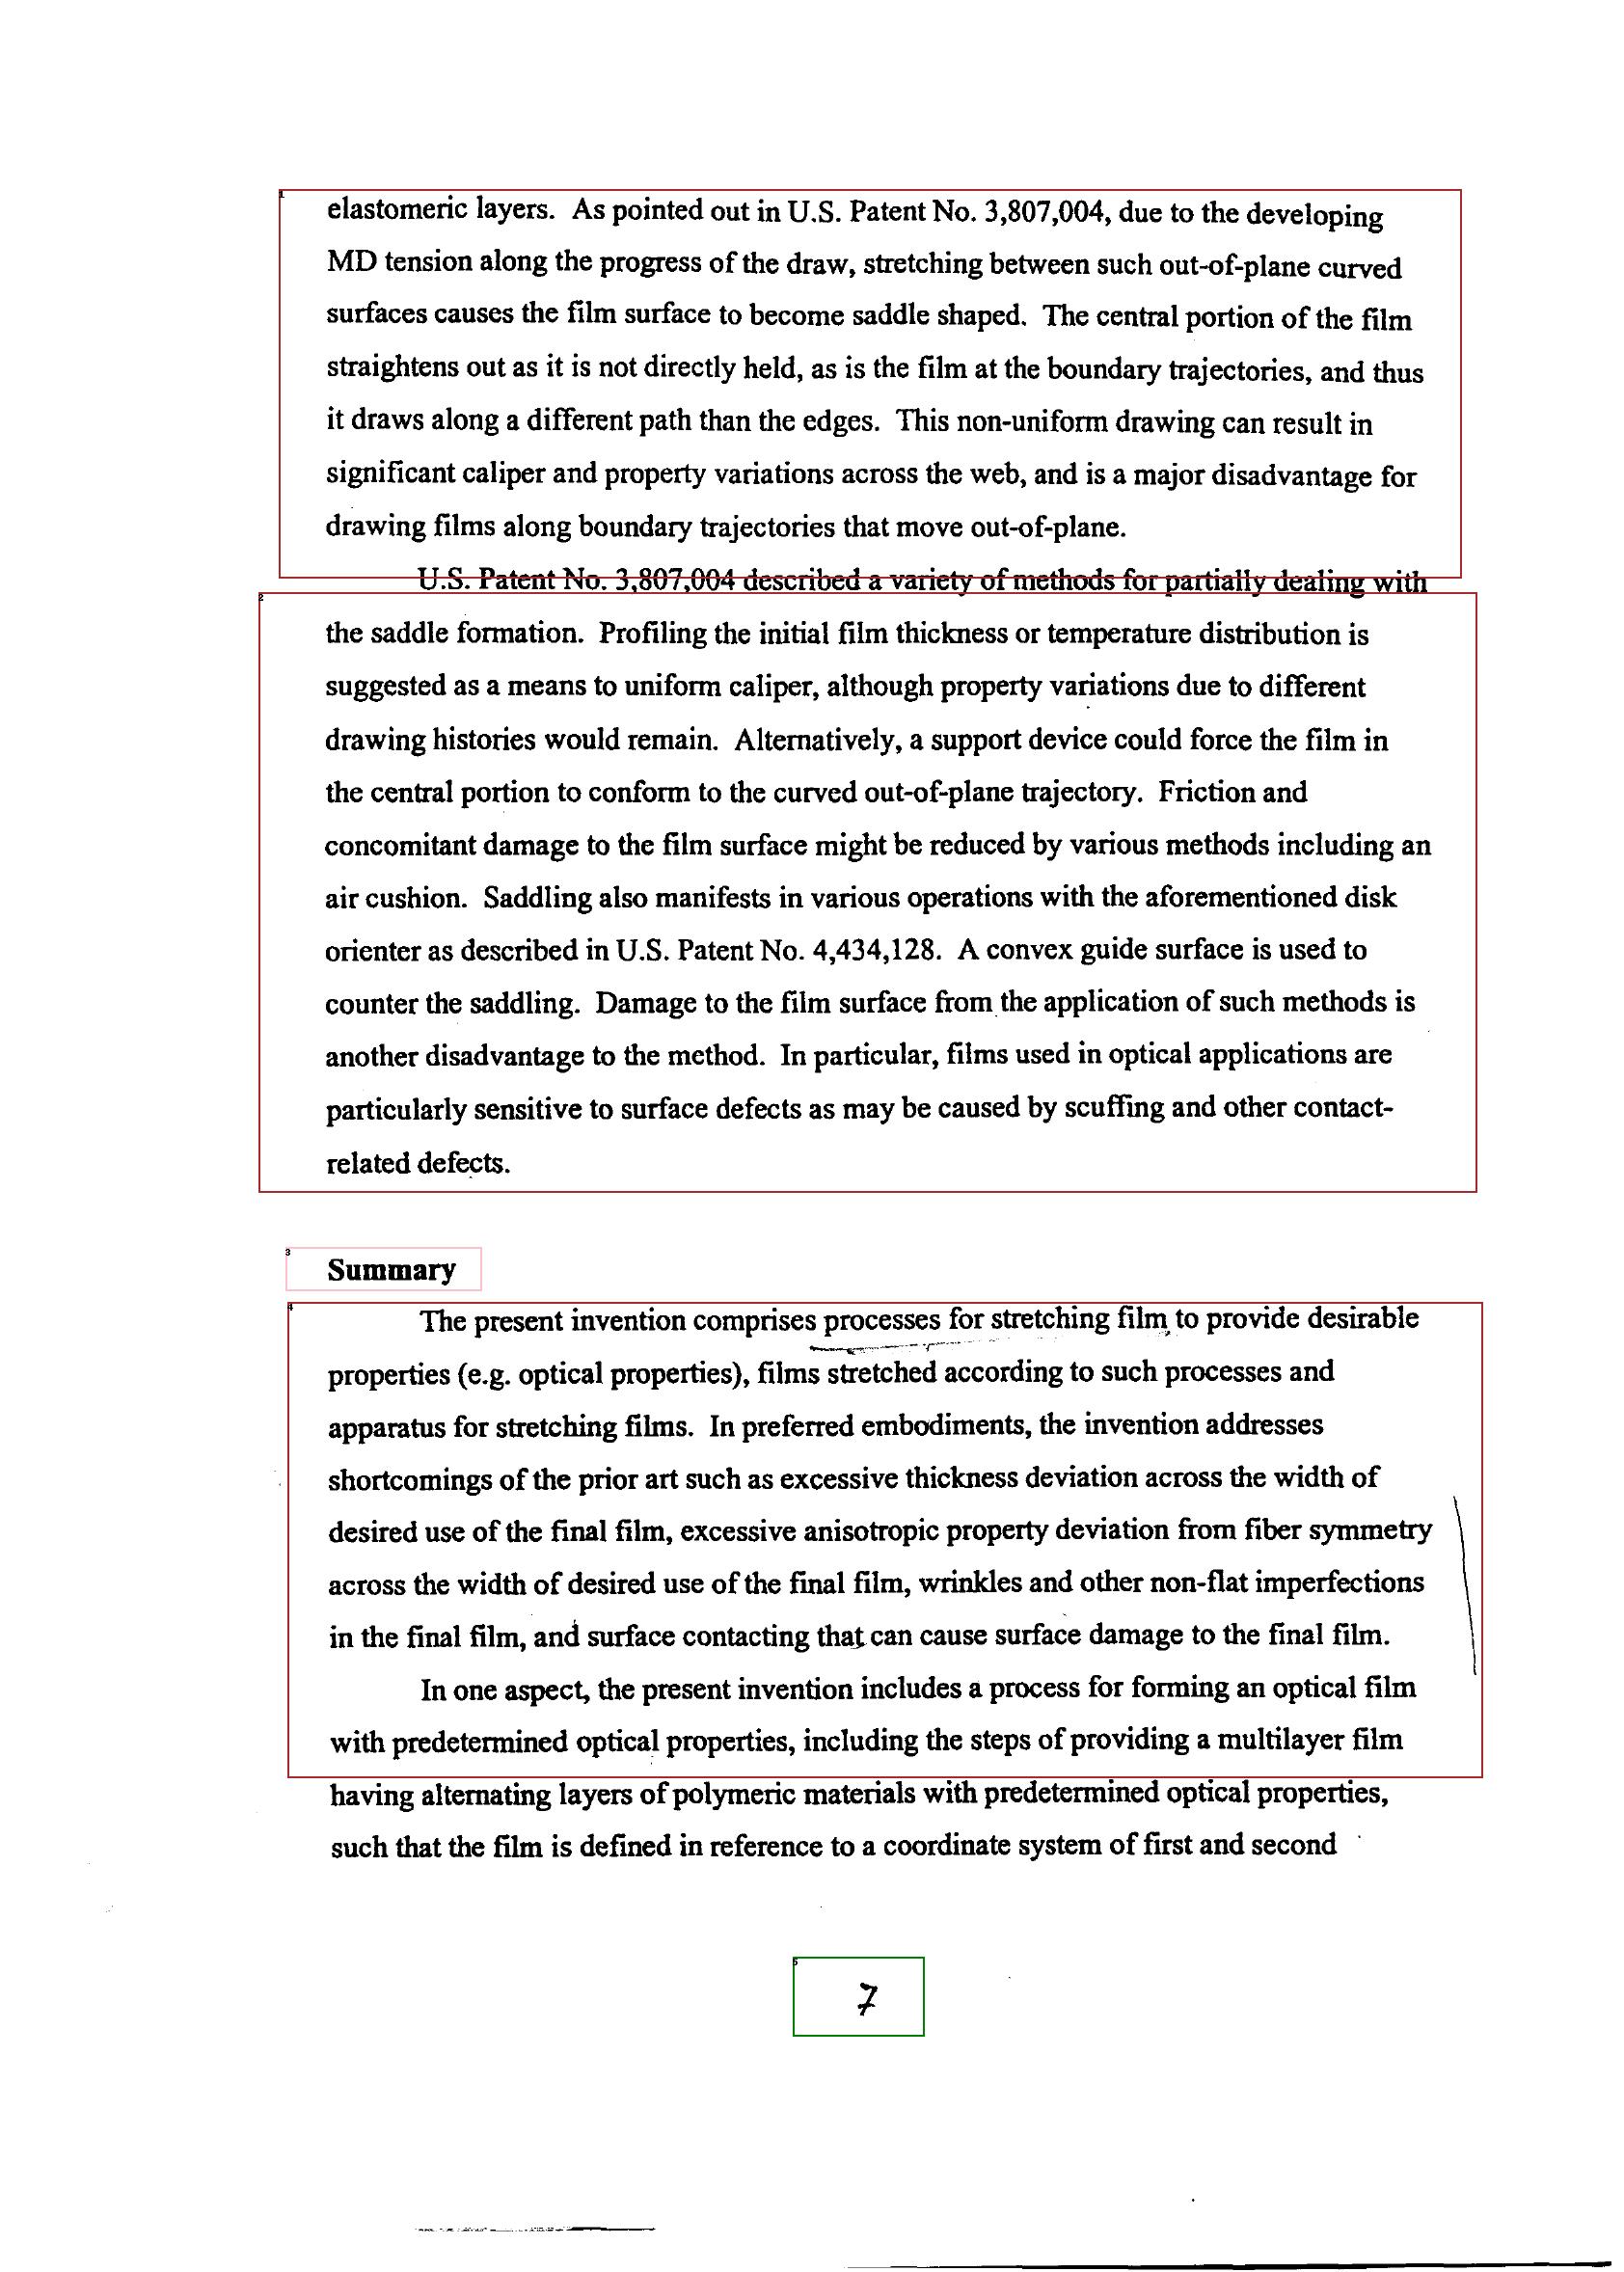 elastomeric layers. As pointed out in U.S. Patent No. 3,807,004, due to the developing
MD tension along the progress of the draw, stretching between such out-of-plane curved
surfaces causes the film surface to become saddle shaped. The central portion of the film
straightens out as it is not directly held, as is the film at the boundary trajectories, and thus
it draws along a different path than the edges. This non-uniform drawing can result in
significant caliper and property variations across the web, and is a major disadvantage for
drawing films along boundary trajectories that move out-of-plane.
U.S. Patent No. 3,807,004 described a variety of methods for partially dealing with
the saddle formation. Profiling the initial film thickness or temperature distribution is
suggested as a means to uniform caliper, although property variations due to different
drawing histories would remain. Alternatively, a support device could force the film in
the central portion to conform to the curved out-of-plane trajectory. Friction and
concomitant damage to the film surface might be reduced by various methods including an
air cushion. Saddling also manifests in various operations with the aforementioned disk
orienter as described in U.S. Patent No. 4,434,128. A convex guide surface is used to
counter the saddling. Damage to the film surface from the application of such methods is
another disadvantage to the method. In particular, films used in optical applications are
particularly sensitive to surface defects as may be caused by scuffing and other contact-
related defects.
3
Summary
4
The present invention comprises processes for stretching film to provide desirable
properties (e.g. optical properties), films stretched according to such processes and
apparatus for stretching films. In preferred embodiments, the invention addresses
shortcomings of the prior art such as excessive thickness deviation across the width of
desired use of the final film, excessive anisotropic property deviation from fiber symmetry
across the width of desired use of the final film, wrinkles and other non-flat imperfections
in the final film, and surface contacting that can cause surface damage to the final film.
In one aspect, the present invention includes a process for forming an optical film
with predetermined optical properties, including the steps of providing a multilayer film
having alternating layers of polymeric materials with predetermined optical properties,
such that the film is defined in reference to a coordinate system of first and second
7